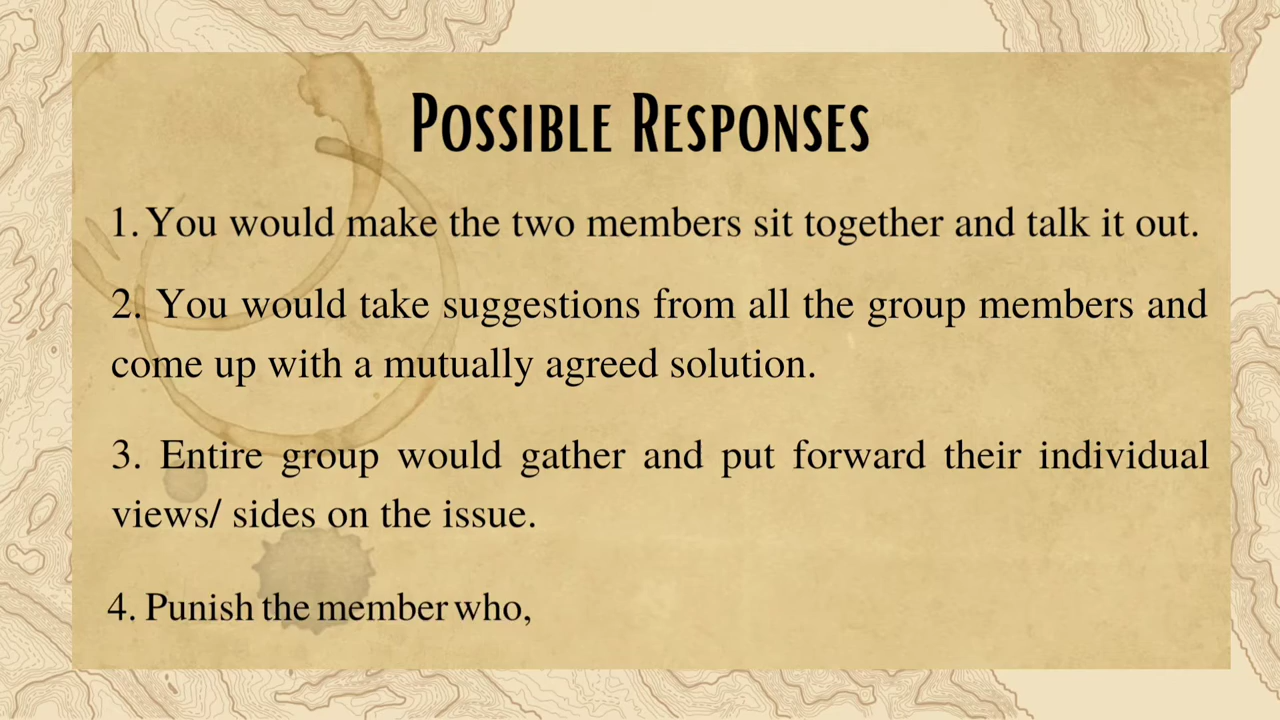 Possible Responses
1. You would make the two members sit together and talk it out.
2. You would take suggestions from all the group members and
come up with a mutually agreed solution.
3. Entire group would gather and put forward their individual
views/ sides on the issue.
4. Punish the member who,